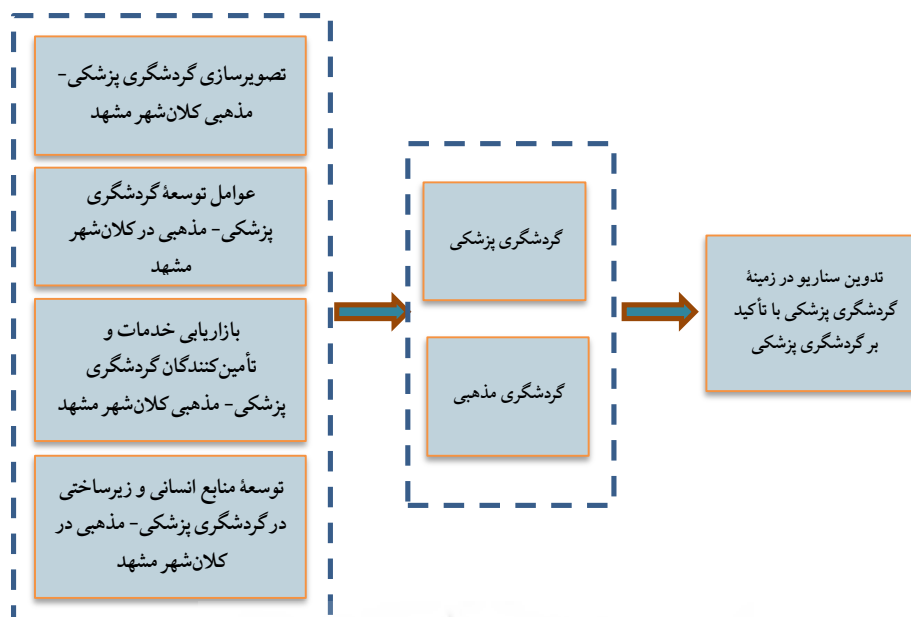 تصویرسازی گردشگری پزشکی-
مذهبی کلان‌شهر مشهد
عوامل توسعهٔ گردشگری
پزشکی- مذهبی در کلان‌شهر
مشهد
بازاریابی خدمات و
تأمین‌کنندگان گردشگری
پزشکی- مذهبی کلان‌شهر مشهد
توسعهٔ منابع انسانی و زیرساختی
در گردشگری پزشکی- مذهبی در
کلان‌شهر مشهد
گردشگری پزشکی
گردشگری مذهبی
تدوین سناریو در زمینهٔ
گردشگری پزشکی با تأکید
بر گردشگری پزشکی